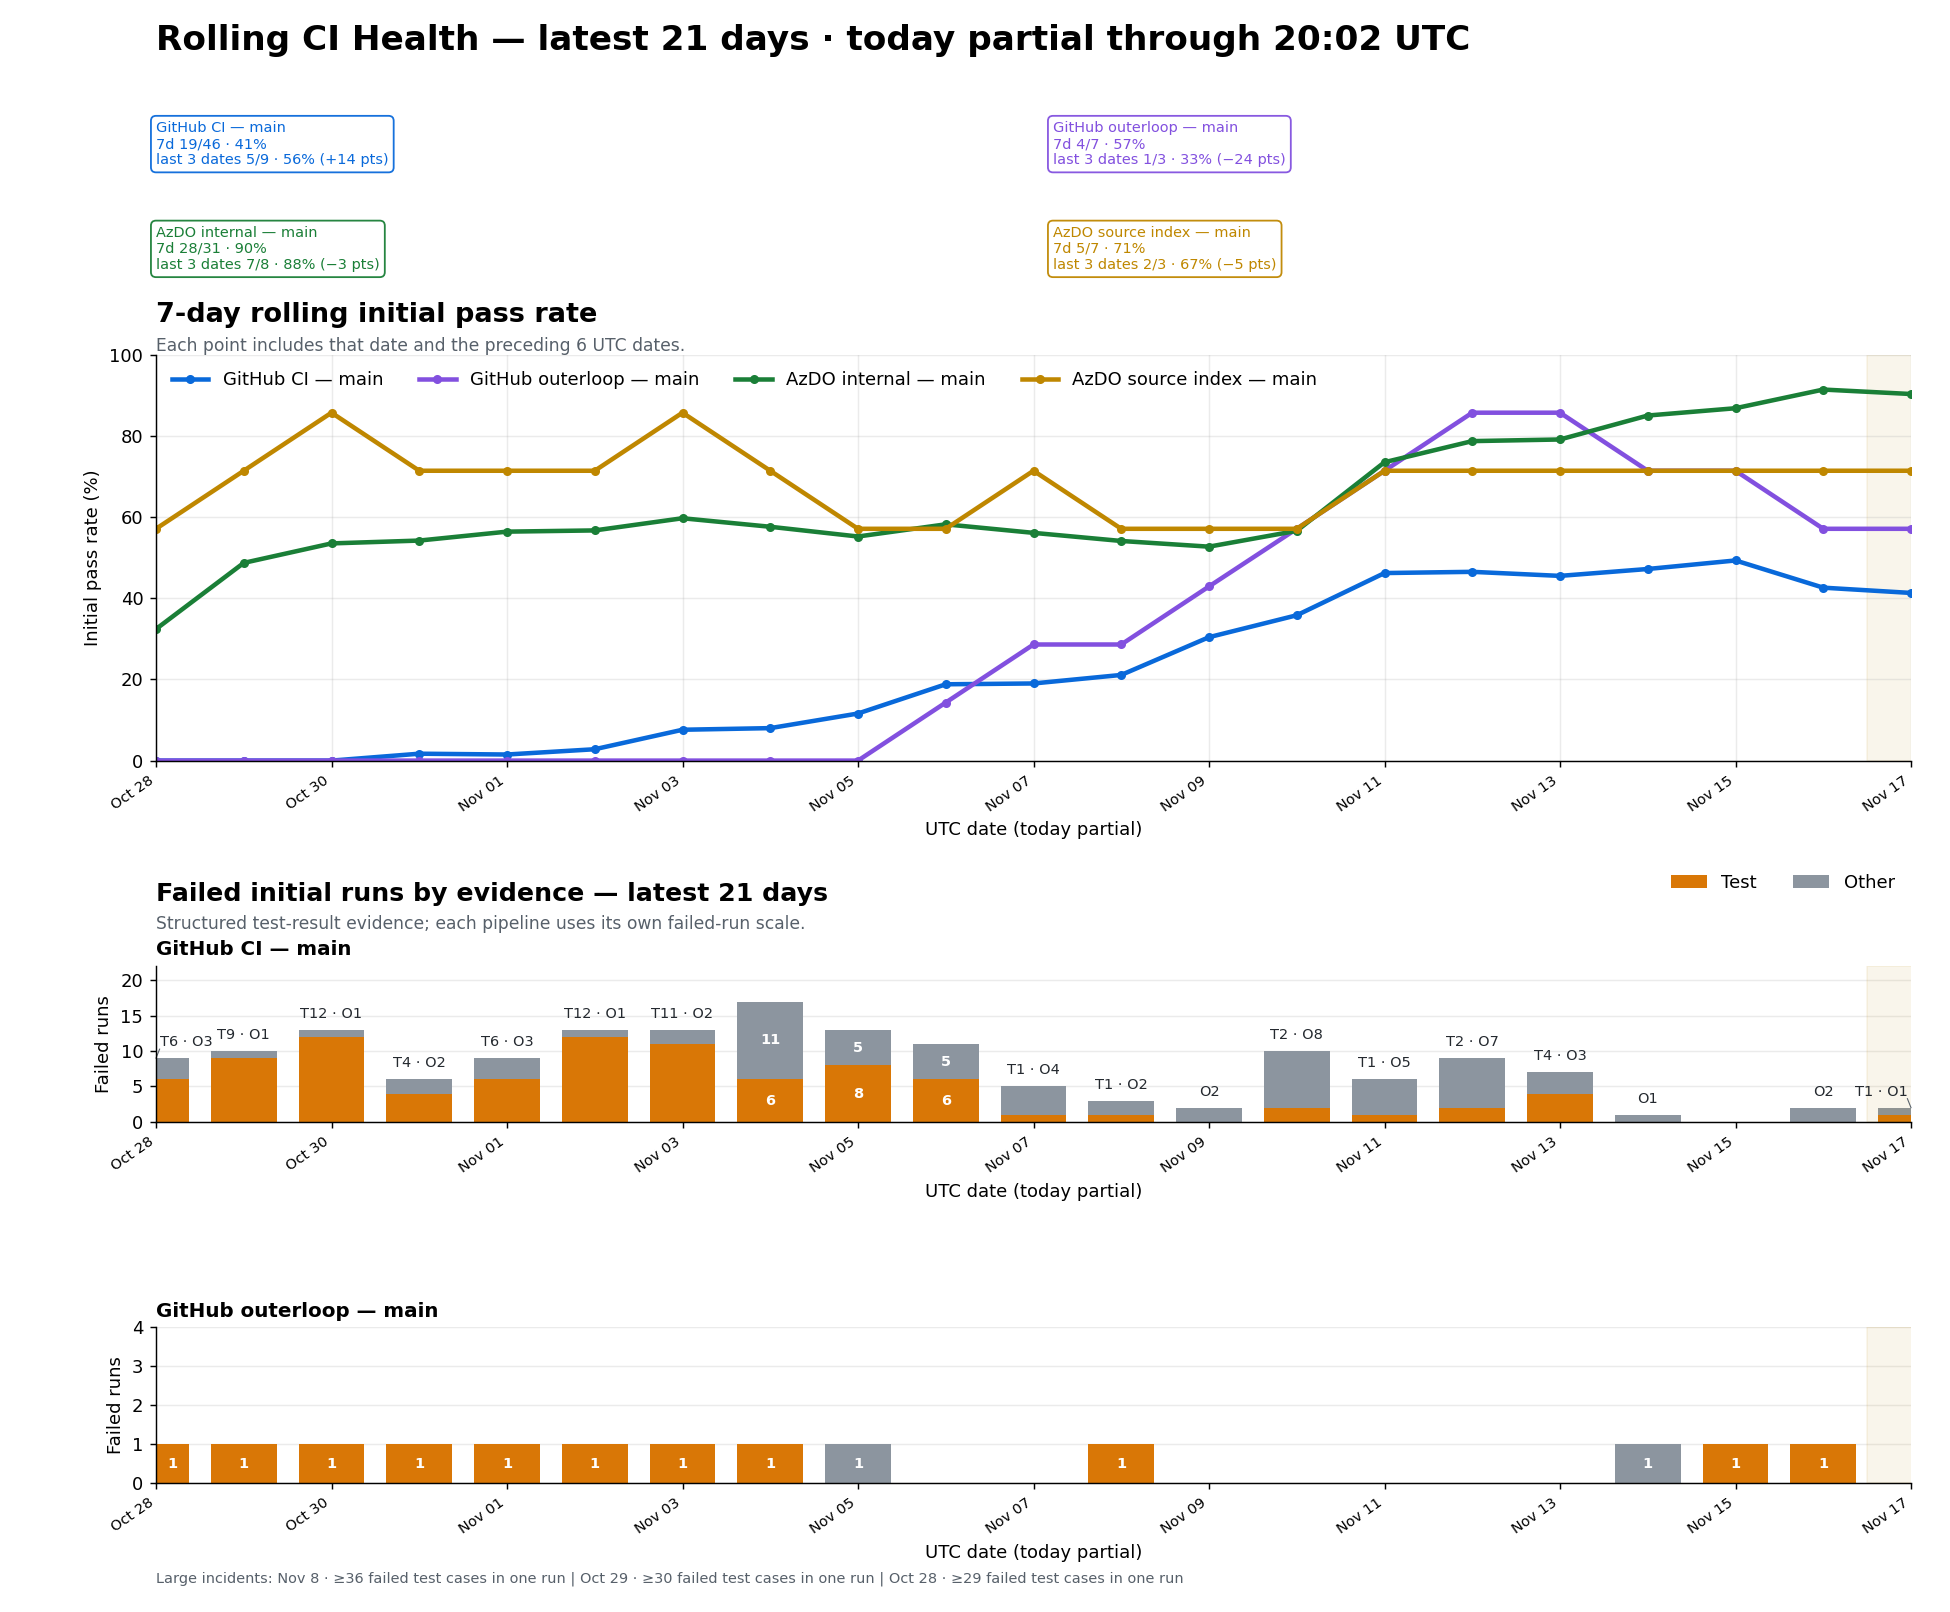 Rolling CI Health — latest 21 days · today partial through 20:02 UTC
GitHub CI — main
7d 19/46 · 41%
last 3 dates 5/9 · 56% (+14 pts)
GitHub outerloop — main
7d 4/7 · 57%
last 3 dates 1/3 · 33% (−24 pts)
AzDO internal — main
7d 28/31 · 90%
last 3 dates 7/8 · 88% (−3 pts)
AzDO source index — main
7d 5/7 · 71%
last 3 dates 2/3 · 67% (−5 pts)
7-day rolling initial pass rate
Each point includes that date and the preceding 6 UTC dates.
GitHub CI — main GitHub outerloop — main AzDO internal — main AzDO source index — main
Initial pass rate (%)
100
80
60
40
20
0
Oct 28 Oct 30 Nov 01 Nov 03 Nov 05 Nov 07 Nov 09 Nov 11 Nov 13 Nov 15 Nov 17
UTC date (today partial)
Failed initial runs by evidence — latest 21 days
Test Other
Structured test-result evidence; each pipeline uses its own failed-run scale.
GitHub CI — main
Failed runs
20
15
10
5
0
T6 · O3 T9 · O1 T12 · O1 T4 · O2 T6 · O3 T12 · O1 T11 · O2 11 6 5 8 5 6 T1 · O4 T1 · O2 O2 T2 · O8 T1 · O5 T2 · O7 T4 · O3 O1 O2 T1 · O1
Oct 28 Oct 30 Nov 01 Nov 03 Nov 05 Nov 07 Nov 09 Nov 11 Nov 13 Nov 15 Nov 17
UTC date (today partial)
GitHub outerloop — main
Failed runs
4
3
2
1
0
1 1 1 1 1 1 1 1 1 1 1 1 1
Oct 28 Oct 30 Nov 01 Nov 03 Nov 05 Nov 07 Nov 09 Nov 11 Nov 13 Nov 15 Nov 17
UTC date (today partial)
Large incidents: Nov 8 · ≥36 failed test cases in one run | Oct 29 · ≥30 failed test cases in one run | Oct 28 · ≥29 failed test cases in one run